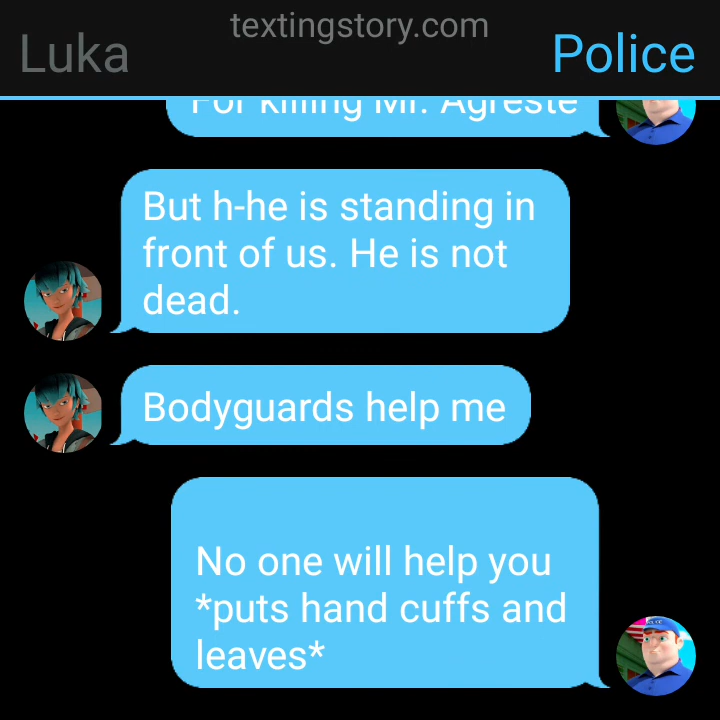 textingstory.com
Luka
Police
For killing Mr. Agreste
But h-he is standing in
front of us. He is not
dead.
Bodyguards help me
No one will help you
*puts hand cuffs and
leaves*